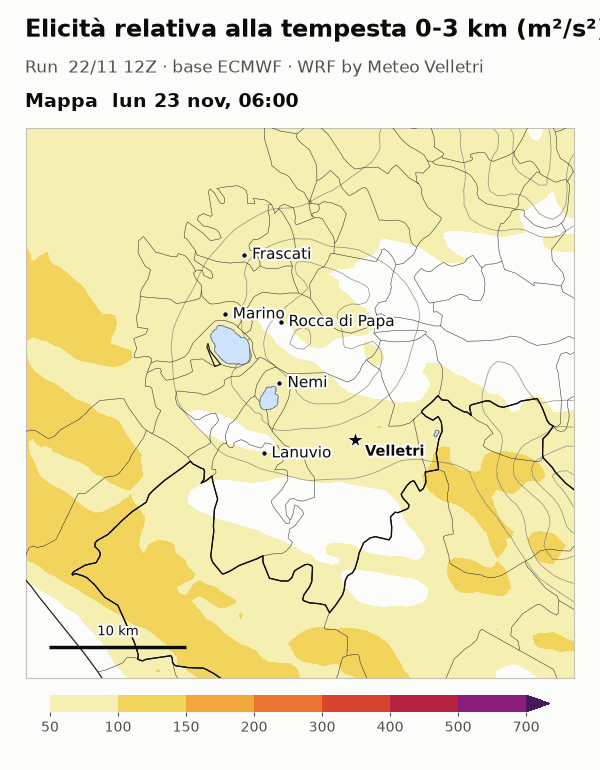 Elicità relativa alla tempesta 0-3 km (m²/s²)
Run 22/11 12Z · base ECMWF · WRF by Meteo Velletri
Mappa lun 23 nov, 06:00
Frascati
Marino
Rocca di Papa
Nemi
Velletri
Lanuvio
10 km
50 100 150 200 300 400 500 700